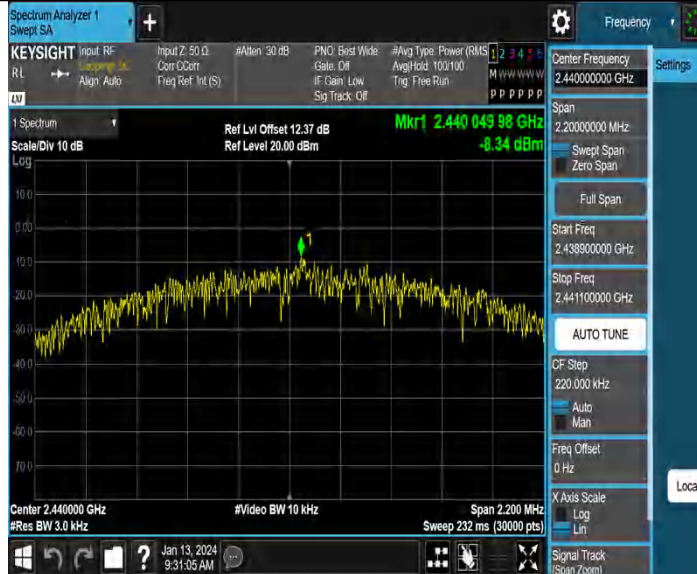 Spectrum Analyzer 1
Swept SA
Frequency
KEYSIGHT
RL
LXI
Input: RF
Align: Auto
Input Z: 50 Ω
Corr CCorr
Freq Ref: Int (S)
#Atten: 30 dB
PNO: Best Wide
Gate: Off
IF Gain: Low
Sig Track: Off
#Avg Type: Power (RMS
Avg|Hold: 100/100
Trig: Free Run
1 2 3 4 5 6
M W W W W W
P P P P P P
1 Spectrum
Scale/Div 10 dB
Log
Ref Lvl Offset 12.37 dB
Ref Level 20.00 dBm
Mkr1 2.440 049 98 GHz
-8.34 dBm
10.0
0.00
-10.0
-20.0
-30.0
-40.0
-50.0
-60.0
-70.0
1
Center 2.440000 GHz
#Res BW 3.0 kHz
#Video BW 10 kHz
Span 2.200 MHz
Sweep 232 ms (30000 pts)
Jan 13, 2024
9:31:05 AM
Center Frequency
2.440000000 GHz
Settings
Span
2.20000000 MHz
Swept Span
Zero Span
Full Span
Start Freq
2.438900000 GHz
Stop Freq
2.441100000 GHz
AUTO TUNE
CF Step
220.000 kHz
Auto
Man
Freq Offset
0 Hz
X Axis Scale
Log
Lin
Loca
Signal Track
(Span Zoom)